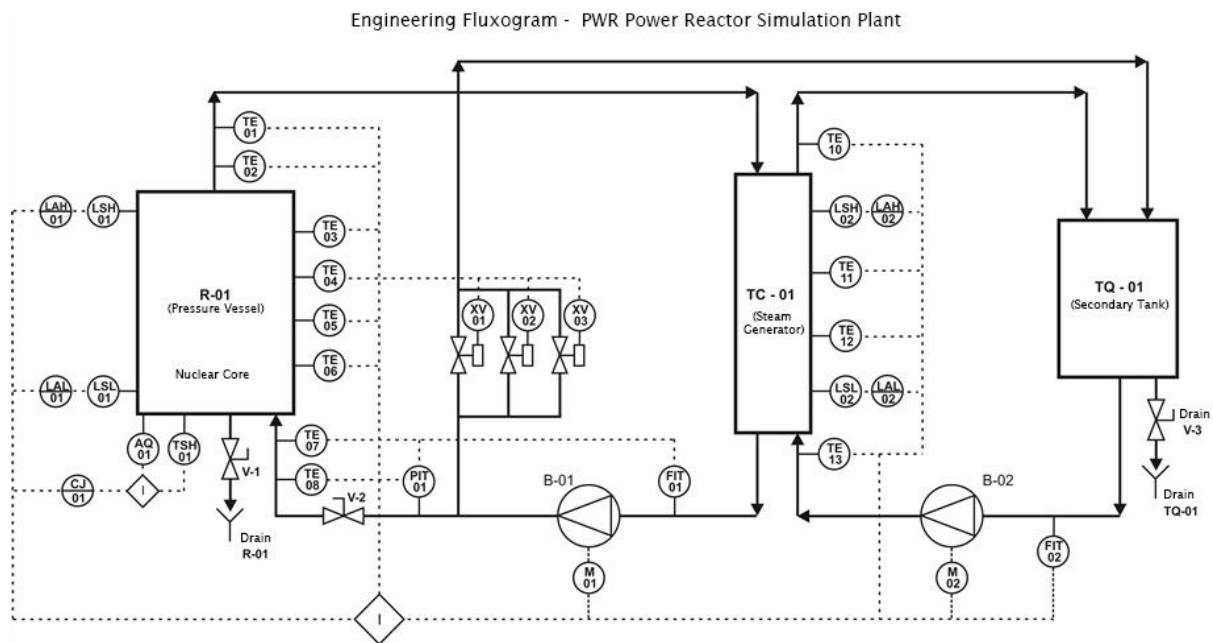 Engineering Fluxogram -  PWR Power Reactor Simulation Plant
TE
01
TE
02
TE
10
LAH
01
LSH
01
TE
03
LSH
02
LAH
02
TE
04
TE
11
R-01
(Pressure Vessel)
XV
01
XV
02
XV
03
TC - 01
(Steam
Generator)
TQ - 01
(Secondary Tank)
TE
05
TE
12
TE
06
Nuclear Core
LAL
01
LSL
01
LSL
02
LAL
02
Drain
V-3
AQ
01
TSH
01
V-1
TE
07
TE
13
TE
08
PIT
01
FIT
01
B-01
B-02
CJ
01
I
V-2
Drain
TQ-01
Drain
R-01
FIT
02
M
01
M
02
I